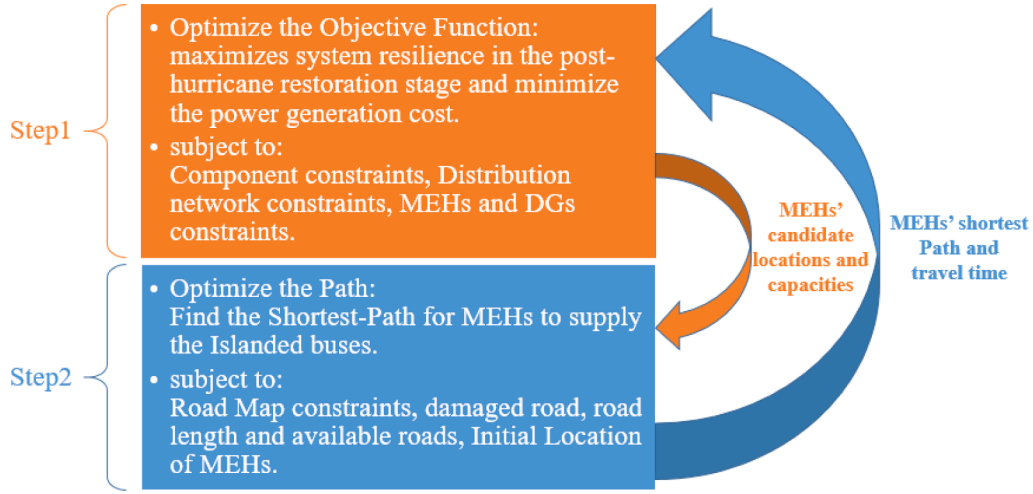 Step1
• Optimize the Objective Function:
maximizes system resilience in the post-
hurricane restoration stage and minimize
the power generation cost.
• subject to:
Component constraints, Distribution
network constraints, MEHs and DGs
constraints.
MEHs'
candidate
locations and
capacities
MEHs' shortest
Path and
travel time
Step2
• Optimize the Path:
Find the Shortest-Path for MEHs to supply
the Islanded buses.
• subject to:
Road Map constraints, damaged road, road
length and available roads, Initial Location
of MEHs.